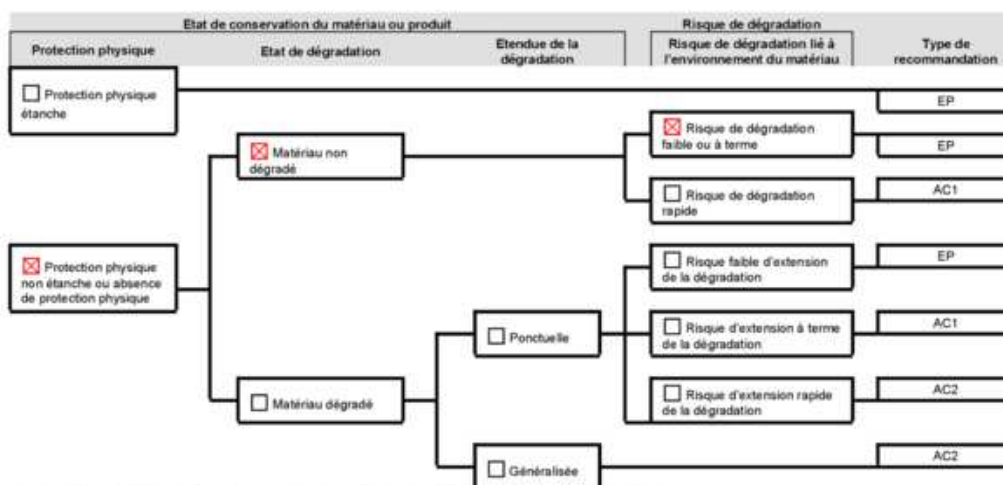 Etat de conservation du matériau ou produit
Risque de dégradation
Protection physique
Etat de dégradation
Etendue de la
dégradation
Risque de dégradation lié à
l'environnement du matériau
Type de
recommandation
Protection physique
étanche
EP
Matériau non
dégradé
Risque de dégradation
faible ou à terme
EP
Risque de dégradation
rapide
AC1
Protection physique
non étanche ou absence
de protection physique
Risque faible d'extension
de la dégradation
EP
Ponctuelle
Risque d'extension à terme
de la dégradation
AC1
Matériau dégradé
Risque d'extension rapide
de la dégradation
AC2
Généralisée
AC2